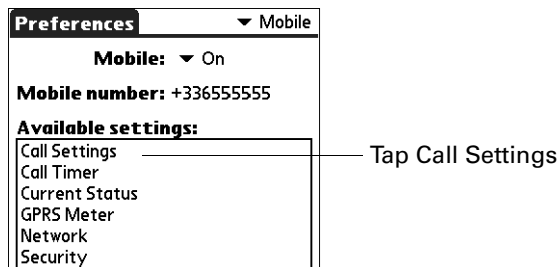 Preferences ▼ Mobile
Mobile: ▼ On
Mobile number: +336555555
Available settings:
Call Settings Tap Call Settings
Call Timer
Current Status
GPRS Meter
Network
Security